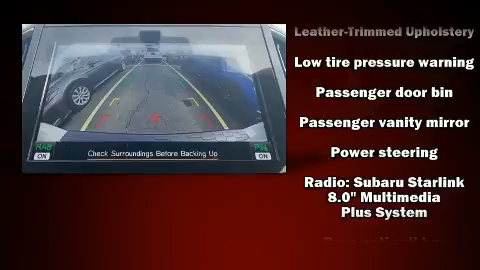 RAB
ON
Check Surroundings Before Backing Up
ON
Leather-Trimmed Upholstery
Low tire pressure warning
Passenger door bin
Passenger vanity mirror
Power steering
Radio: Subaru Starlink
8.0" Multimedia
Plus System